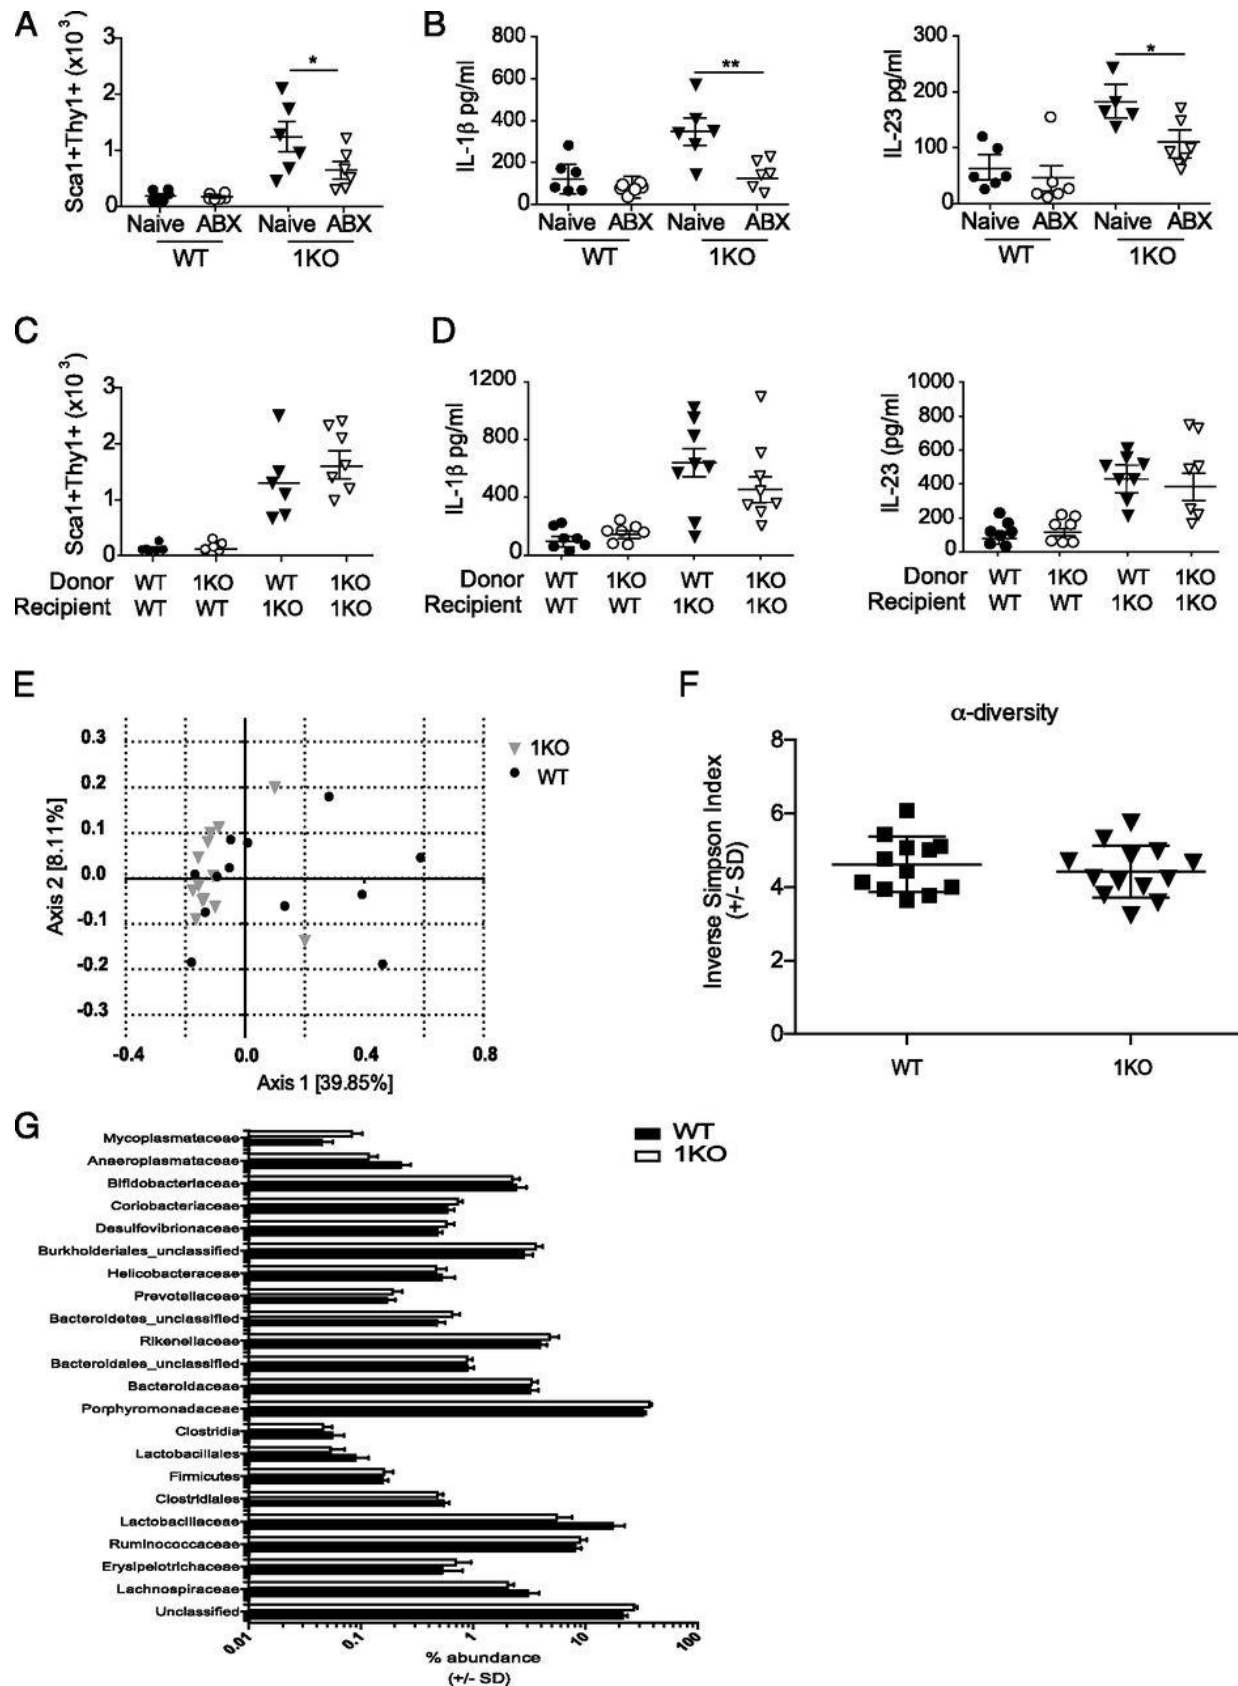 A
Sca1+Thy1+ (x10 3)
3
2
1
0
*
Naive ABX Naive ABX
WT 1KO
B
IL-1β pg/ml
800
600
400
200
0
**
Naive ABX Naive ABX
WT 1KO
IL-23 pg/ml
300
200
100
0
*
Naive ABX Naive ABX
WT 1KO
C
Sca1+Thy1+ (x10 3)
3
2
1
0
Donor WT 1KO WT 1KO
Recipient WT WT 1KO 1KO
D
IL-1β pg/ml
1200
800
400
0
Donor WT 1KO WT 1KO
Recipient WT WT 1KO 1KO
IL-23 (pg/ml
1000
800
600
400
200
0
Donor WT 1KO WT 1KO
Recipient WT WT 1KO 1KO
E
Axis 2 [8.11%]
0.3
0.2
0.1
0.0
-0.1
-0.2
-0.3
-0.4 0.0 0.4 0.8
Axis 1 [39.85%]
1KO
WT
F
α-diversity
Inverse Simpson Index
(+/- SD)
8
6
4
2
0
WT 1KO
G
WT
1KO
Mycoplasmataceae
Anaeroplasmataceae
Bifidobacteriaceae
Coriobacteriaceae
Desulfovibrionaceae
Burkholderiales_unclassified
Helicobacteraceae
Prevotellaceae
Bacteroidetes_unclassified
Rikenellaceae
Bacteroidales_unclassified
Bacteroidaceae
Porphyromonadaceae
Clostridia
Lactobacillales
Firmicutes
Clostridiales
Lactobacillaceae
Ruminococcaceae
Erysipelotrichaceae
Lachnospiraceae
Unclassified
0.01 0.1 1 10 100
% abundance
(+/- SD)